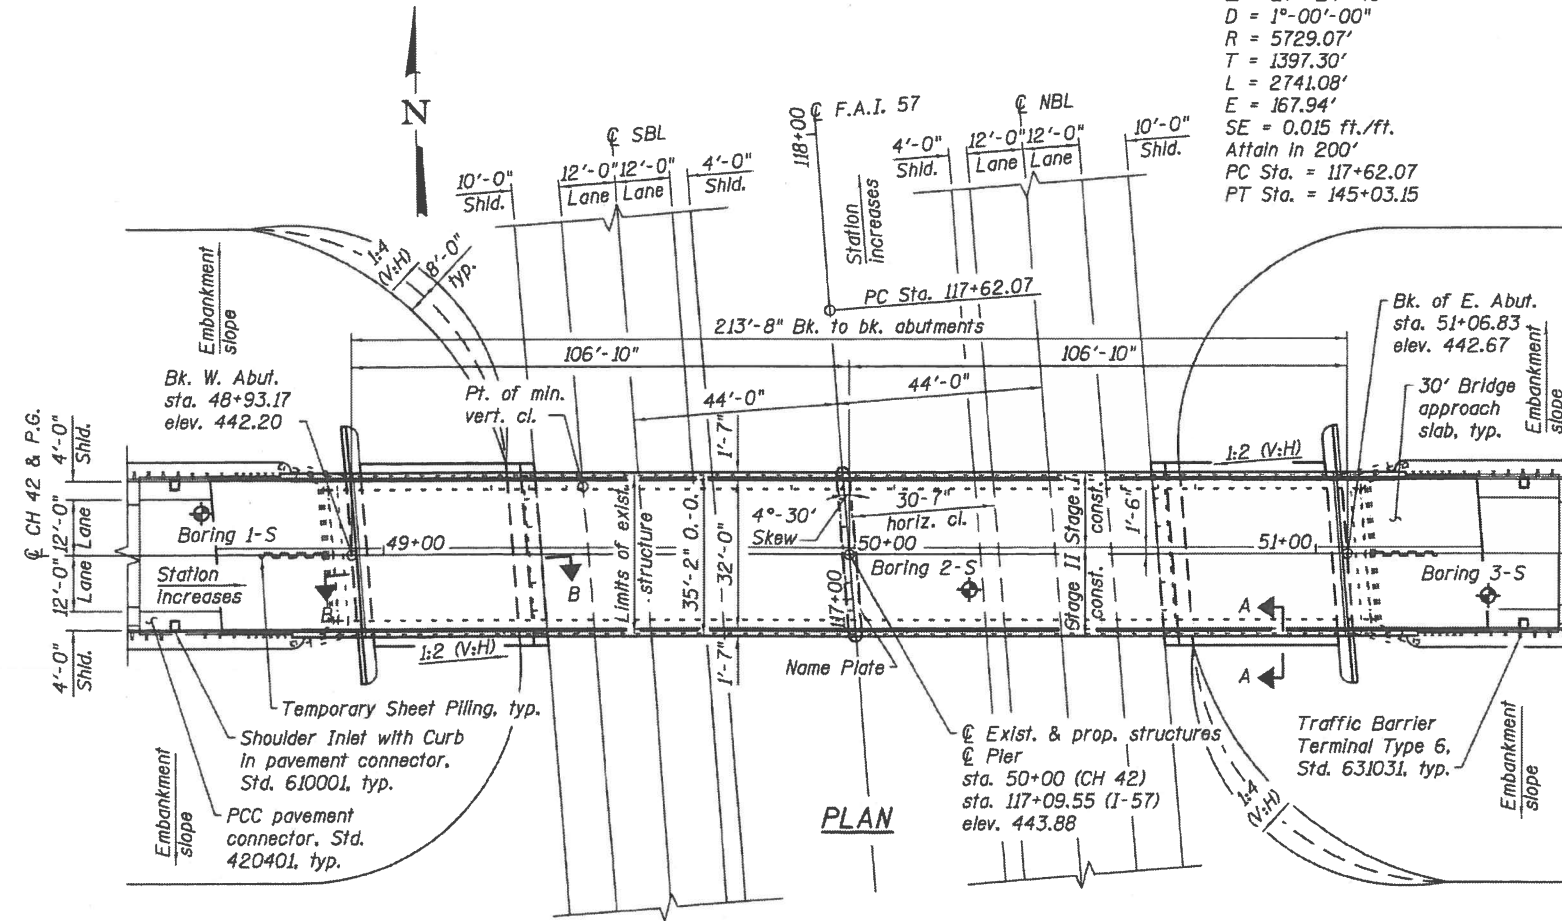 D = 1°-00'-00"
R = 5729.07'
T = 1397.30'
L = 2741.08'
E = 167.94'
SE = 0.015 ft./ft.
Attain in 200'
PC Sta. = 117+62.07
PT Sta. = 145+03.15
N
℄ SBL
10'-0"
Shld.
12'-0"
Lane
12'-0"
Lane
4'-0"
Shld.
118+00
℄ F.A.I. 57
Station
increases
℄ NBL
4'-0"
Shld.
12'-0"
Lane
12'-0"
Lane
10'-0"
Shld.
1:4
(V:H)
8'-0"
typ.
Embankment
slope
PC Sta. 117+62.07
213'-8" Bk. to bk. abutments
106'-10"
106'-10"
44'-0"
44'-0"
Bk. W. Abut.
sta. 48+93.17
elev. 442.20
Pt. of min.
vert. cl.
Bk. of E. Abut.
sta. 51+06.83
elev. 442.67
30' Bridge
approach
slab, typ.
Embankment
slope
℄ CH 42 & P.G.
4'-0"
Shld.
12'-0"
Lane
12'-0"
Lane
4'-0"
Shld.
1'-7"
1:2 (V:H)
Boring 1-S
49+00
Station
increases
B
B
Limits of exist.
structure
35'-2" O.-O.
32'-0"
4°-30'
Skew
30'-7"
horiz. cl.
50+00
Boring 2-S
117+00
Stage I
const.
Stage II
const.
1'-6"
51+00
Boring 3-S
A
A
1:2 (V:H)
1'-7"
Name Plate
Temporary Sheet Piling, typ.
Shoulder Inlet with Curb
in pavement connector,
Std. 610001, typ.
PCC pavement
connector, Std.
420401, typ.
Embankment
slope
℄ Exist. & prop. structures
℄ Pier
sta. 50+00 (CH 42)
sta. 117+09.55 (I-57)
elev. 443.88
PLAN
Traffic Barrier
Terminal Type 6,
Std. 631031, typ.
1:4
(V:H)
Embankment
slope